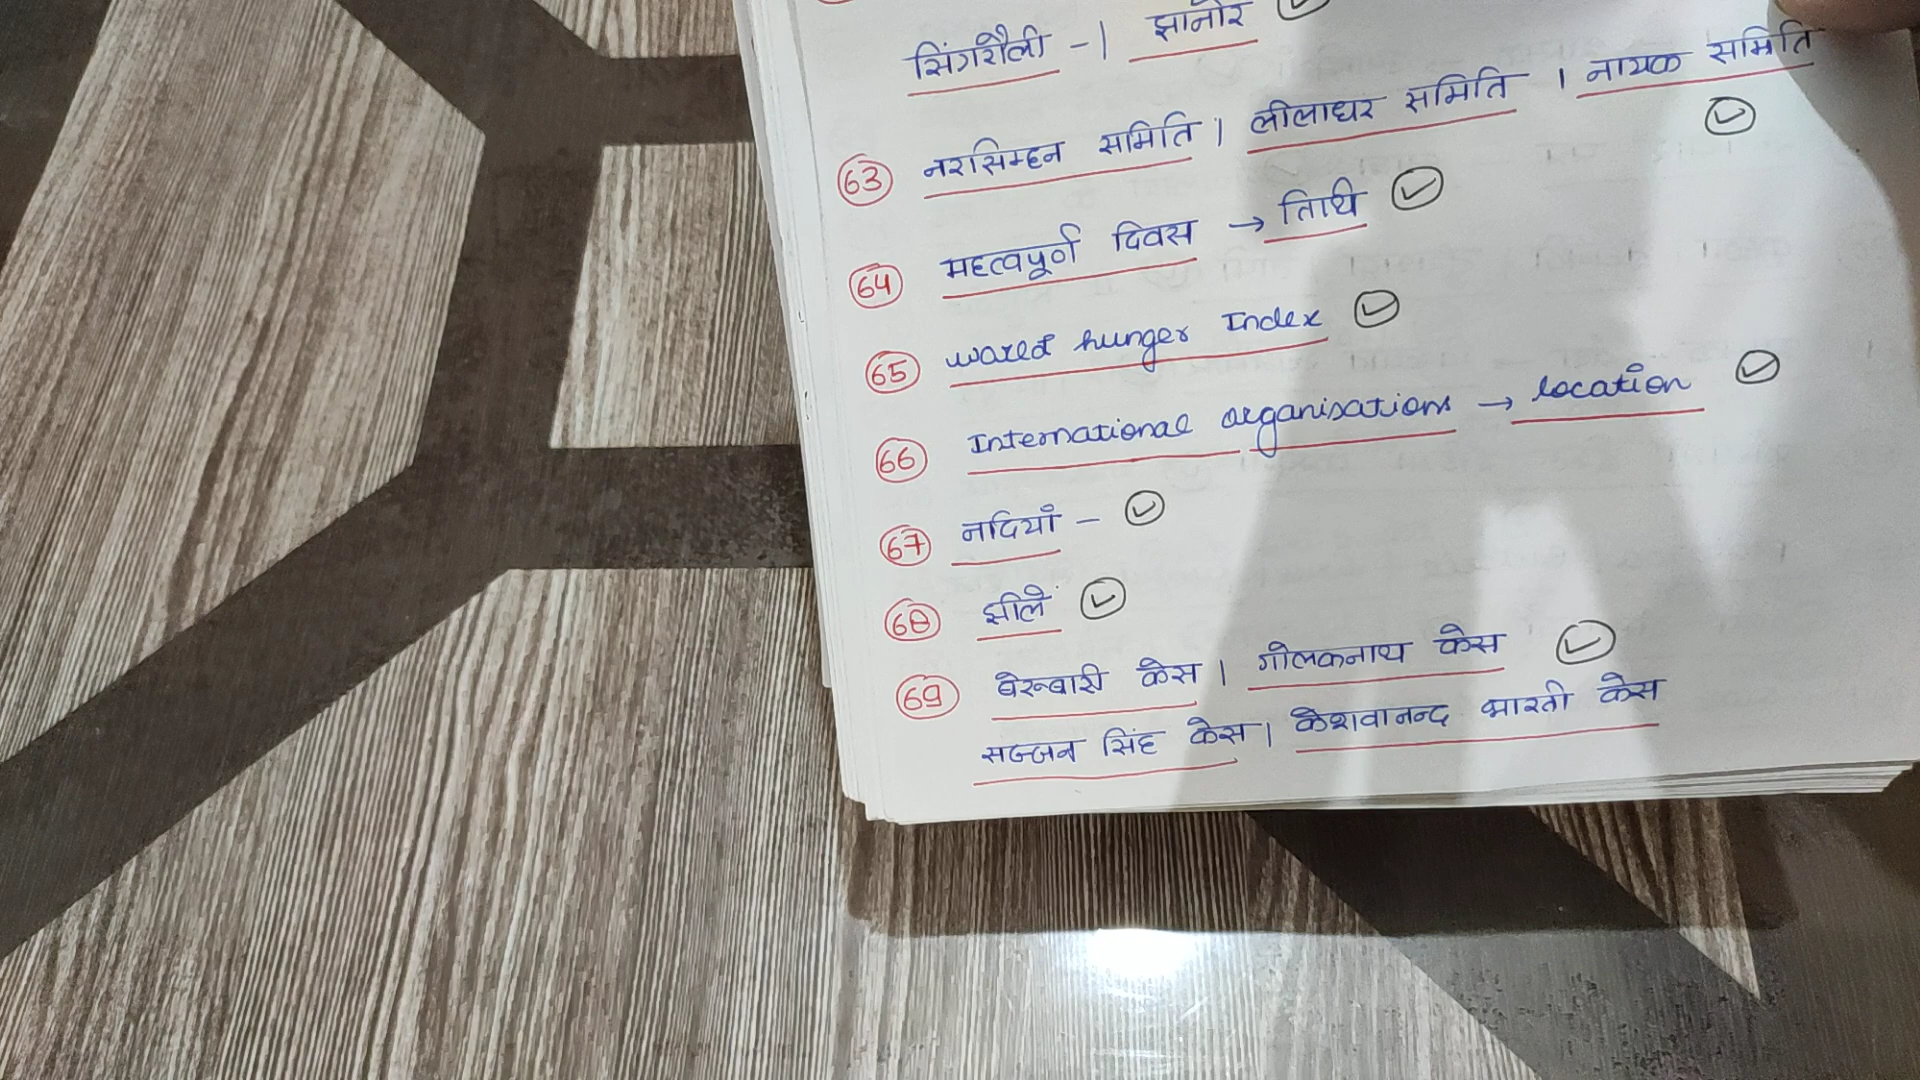 सिंगरौली - | झानोर
63 नरसिम्हन समिति | लीलाधर समिति | नायक समिति
64 महत्वपूर्ण दिवस → तिथि
65 world hunger Index
66 International organisations → location
67 नदियाँ -
68 झीलें
69 बेरूबारी केस | गोलकनाथ केस
सज्जन सिंह केस | केशवानन्द भारती केस